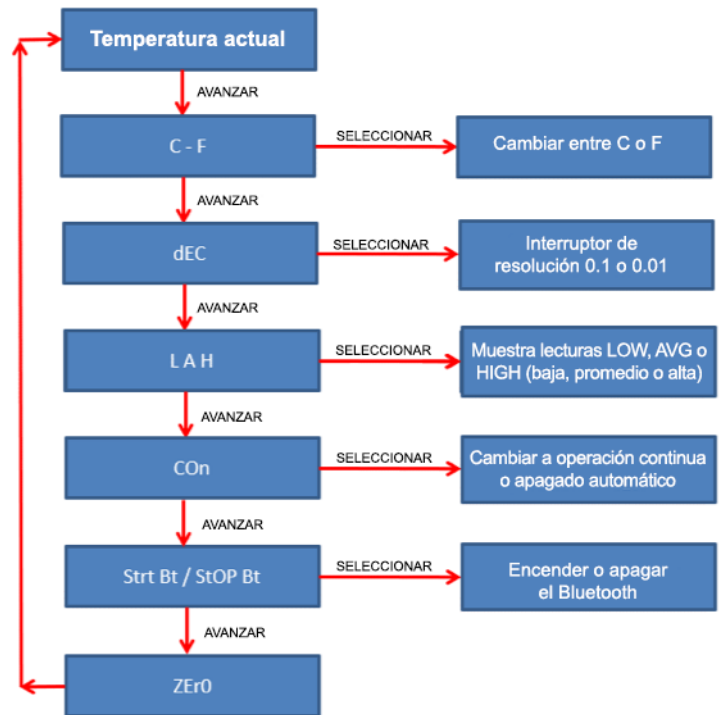 Temperatura actual
AVANZAR
C - F
SELECCIONAR
Cambiar entre C o F
AVANZAR
dEC
SELECCIONAR
Interruptor de
resolución 0.1 o 0.01
AVANZAR
L A H
SELECCIONAR
Muestra lecturas LOW, AVG o
HIGH (baja, promedio o alta)
AVANZAR
COn
SELECCIONAR
Cambiar a operación continua
o apagado automático
AVANZAR
Strt Bt / StOP Bt
SELECCIONAR
Encender o apagar
el Bluetooth
AVANZAR
ZEr0